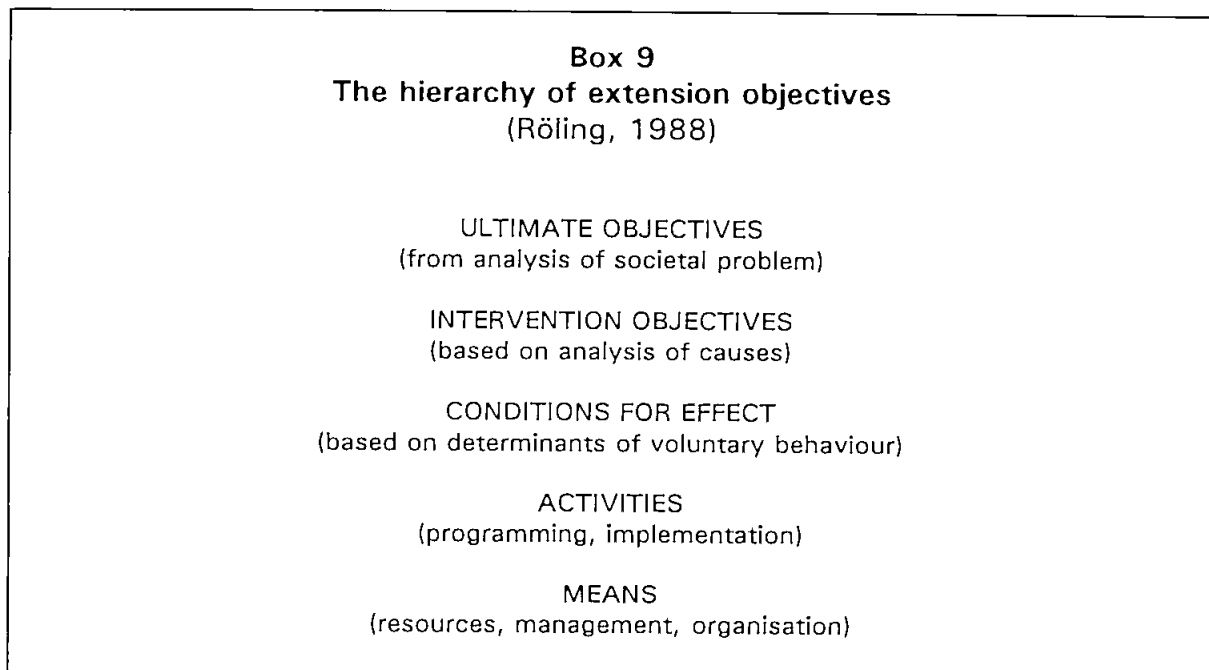 Box 9
The hierarchy of extension objectives
(Röling, 1988)
ULTIMATE OBJECTIVES
(from analysis of societal problem)
INTERVENTION OBJECTIVES
(based on analysis of causes)
CONDITIONS FOR EFFECT
(based on determinants of voluntary behaviour)
ACTIVITIES
(programming, implementation)
MEANS
(resources, management, organisation)